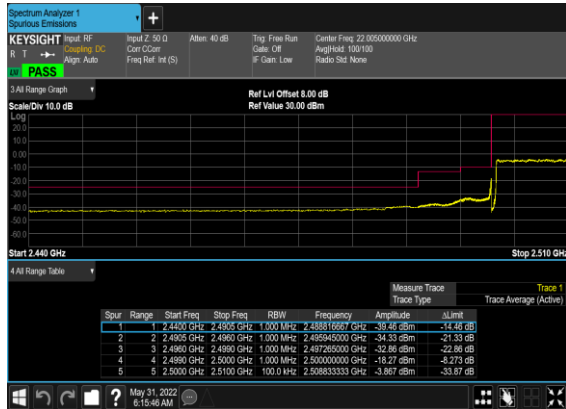 Spectrum Analyzer 1
Spurious Emissions
+
KEYSIGHT Input: RF Input Z: 50 Ω Atten: 40 dB Trig: Free Run Center Freq: 22.005000000 GHz
R T Coupling: DC Corr CCorr Gate: Off Avg|Hold: 100/100
Align: Auto Freq Ref: Int (S) IF Gain: Low Radio Std: None
PASS
3 All Range Graph
Ref Lvl Offset 8.00 dB
Scale/Div 10.0 dB Ref Value 30.00 dBm
Log
20.0
10.0
0.00
-10.0
-20.0
-30.0
-40.0
-50.0
-60.0
Start 2.440 GHz Stop 2.510 GHz
4 All Range Table
Measure Trace Trace 1
Trace Type Trace Average (Active)
Spur Range Start Freq Stop Freq RBW Frequency Amplitude ΔLimit
1 1 2.4400 GHz 2.4905 GHz 1.000 MHz 2.488816667 GHz -39.46 dBm -14.46 dB
2 2 2.4905 GHz 2.4960 GHz 1.000 MHz 2.495945000 GHz -34.33 dBm -21.33 dB
3 3 2.4960 GHz 2.4990 GHz 1.000 MHz 2.497265000 GHz -32.86 dBm -22.86 dB
4 4 2.4990 GHz 2.5000 GHz 1.000 MHz 2.500000000 GHz -18.27 dBm -8.273 dB
5 5 2.5000 GHz 2.5100 GHz 100.0 kHz 2.508833333 GHz -3.867 dBm -33.87 dB
? May 31, 2022
6:15:46 AM